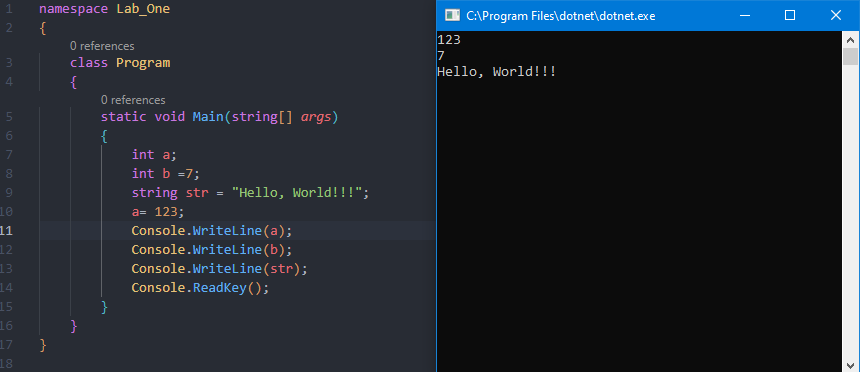 1 namespace Lab_One
2 {
0 references
3 class Program
4 {
0 references
5 static void Main(string[] args)
6 {
7 int a;
8 int b =7;
9 string str = "Hello, World!!!";
10 a= 123;
11 Console.WriteLine(a);
12 Console.WriteLine(b);
13 Console.WriteLine(str);
14 Console.ReadKey();
15 }
16 }
17 }
18
C:\Program Files\dotnet\dotnet.exe
123
7
Hello, World!!!